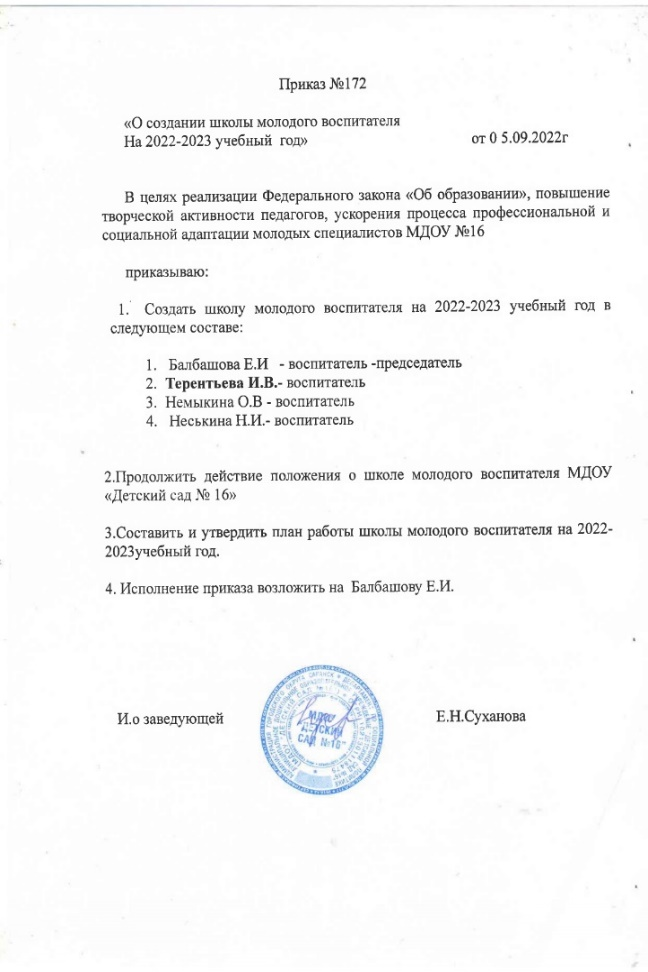 Приказ №172
«О создании школы молодого воспитателя
На 2022-2023 учебный год» от 0 5.09.2022г
В целях реализации Федерального закона «Об образовании», повышение
творческой активности педагогов, ускорения процесса профессиональной и
социальной адаптации молодых специалистов МДОУ №16
приказываю:
1. Создать школу молодого воспитателя на 2022-2023 учебный год в
следующем составе:
1. Балбашова Е.И - воспитатель -председатель
2. Терентьева И.В.- воспитатель
3. Немыкина О.В - воспитатель
4. Неськина Н.И.- воспитатель
2.Продолжить действие положения о школе молодого воспитателя МДОУ
«Детский сад № 16»
3.Составить и утвердить план работы школы молодого воспитателя на 2022-
2023учебный год.
4. Исполнение приказа возложить на Балбашову Е.И.
И.о заведующей Е.Н.Суханова
МДОУ
ДЕТСКИЙ
САД №16